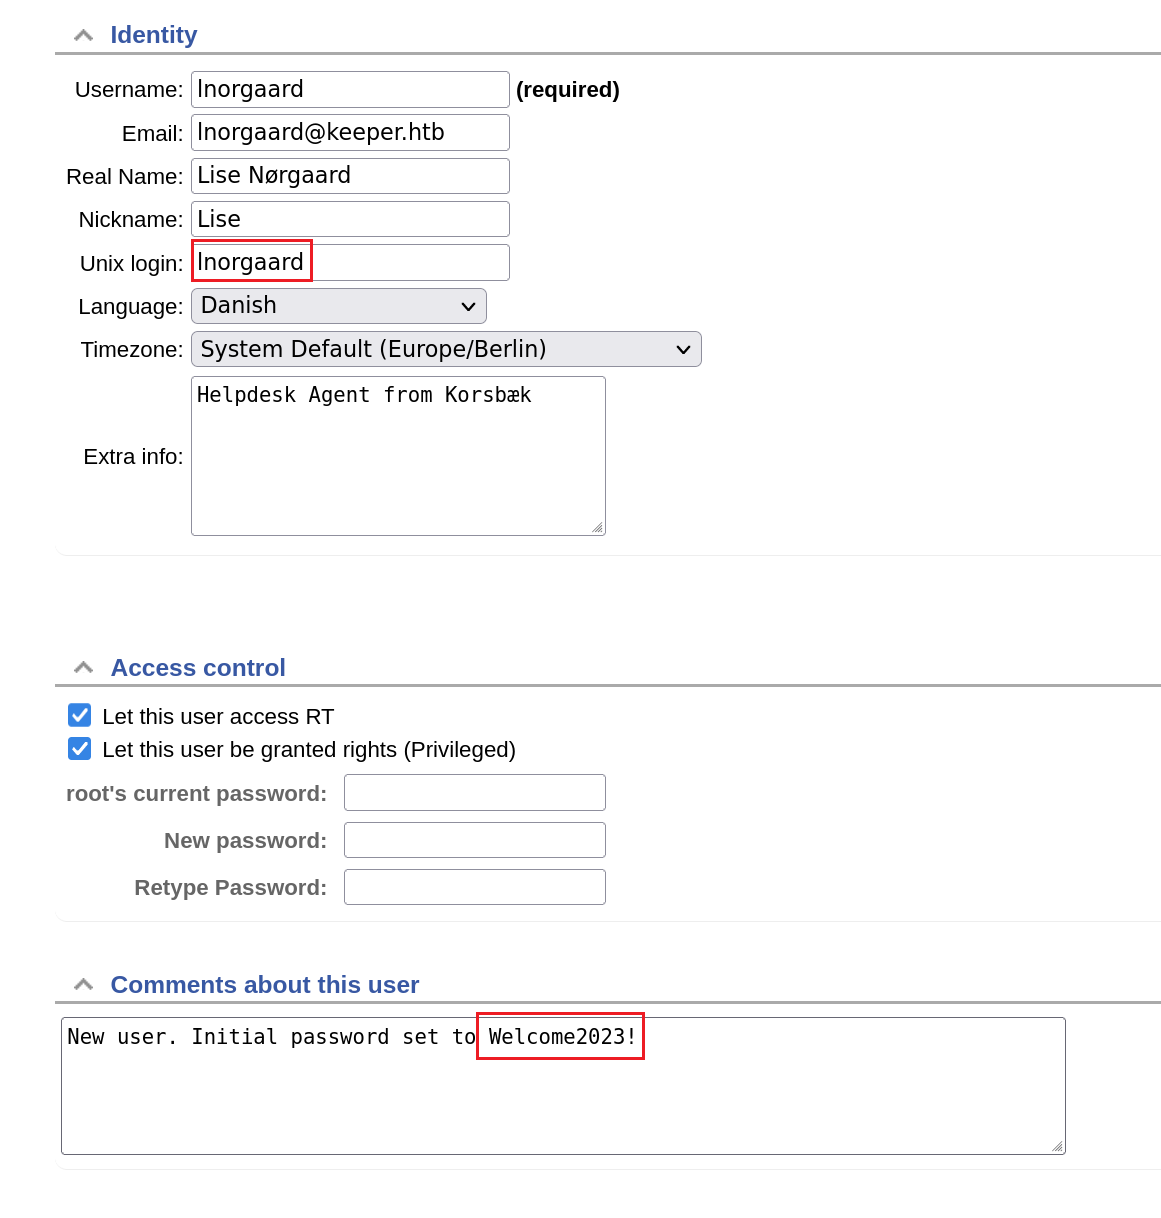 Identity
Username: lnorgaard (required)
Email: lnorgaard@keeper.htb
Real Name: Lise Nørgaard
Nickname: Lise
Unix login: lnorgaard
Language: Danish
Timezone: System Default (Europe/Berlin)
Helpdesk Agent from Korsbæk
Extra info:
Access control
Let this user access RT
Let this user be granted rights (Privileged)
root's current password:
New password:
Retype Password:
Comments about this user
New user. Initial password set to Welcome2023!